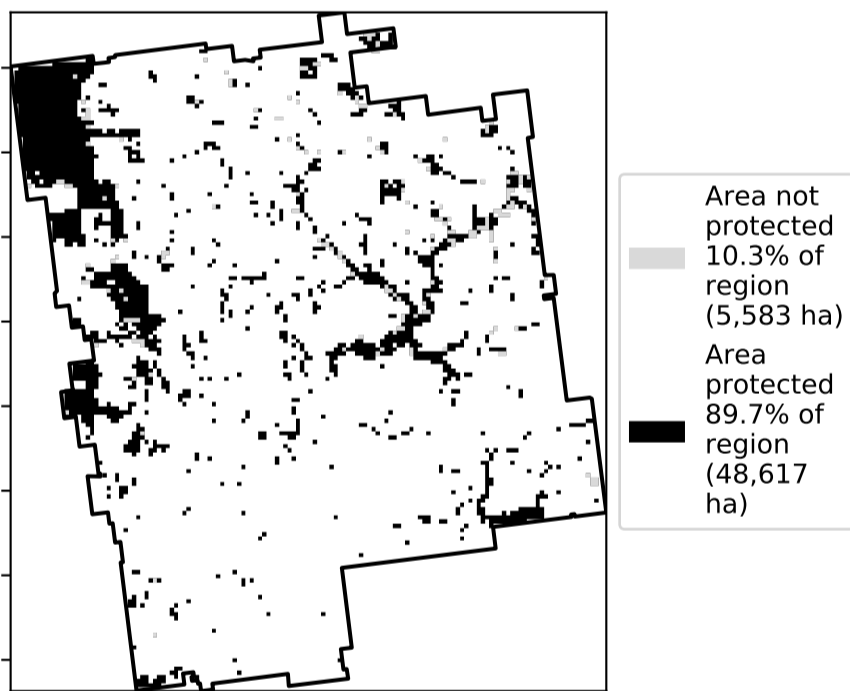 Area not
protected
10.3% of
region
(5,583 ha)
Area
protected
89.7% of
region
(48,617
ha)